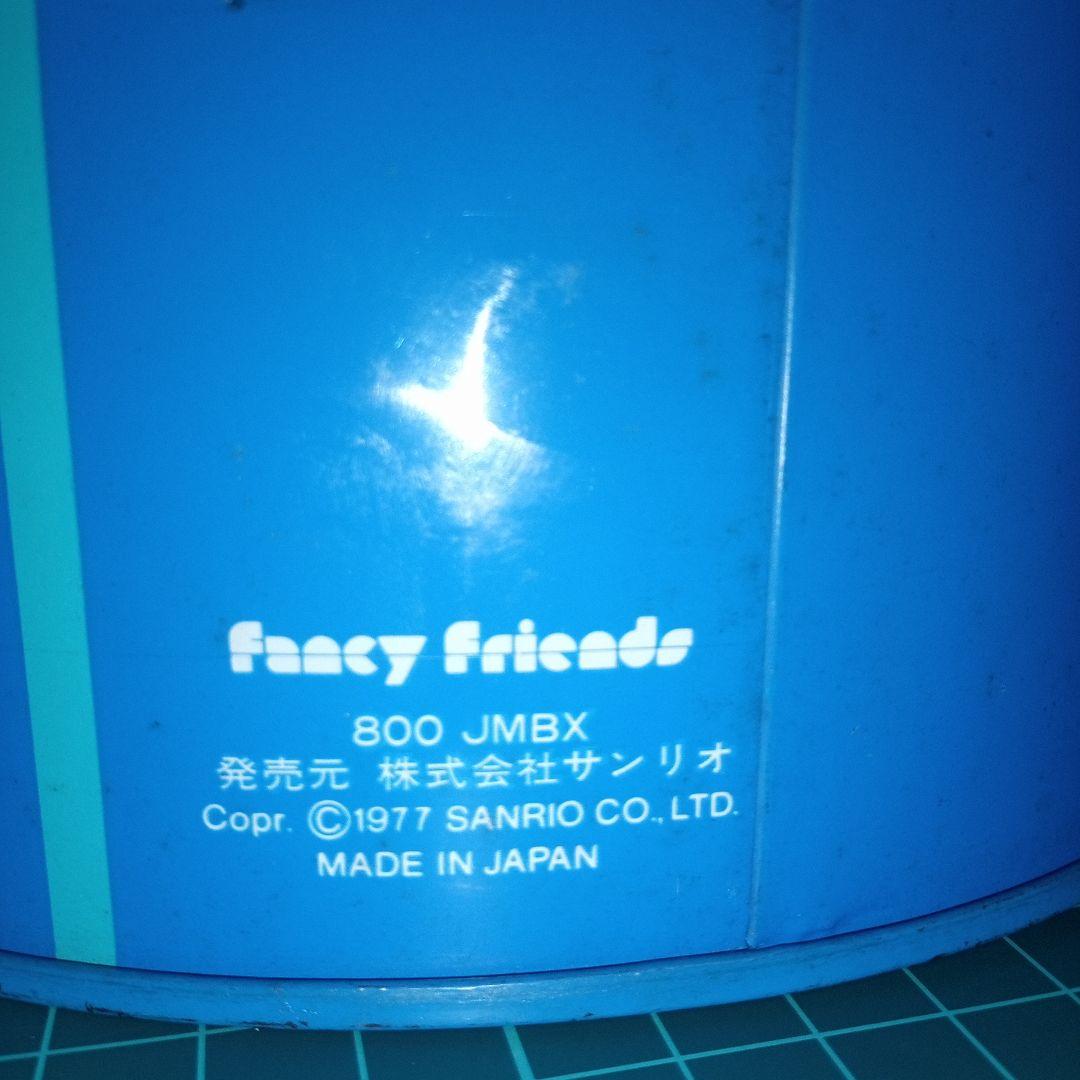 fancy friends
800 JMBX
発売元 株式会社サンリオ
Copr. ©1977 SANRIO CO., LTD.
MADE IN JAPAN